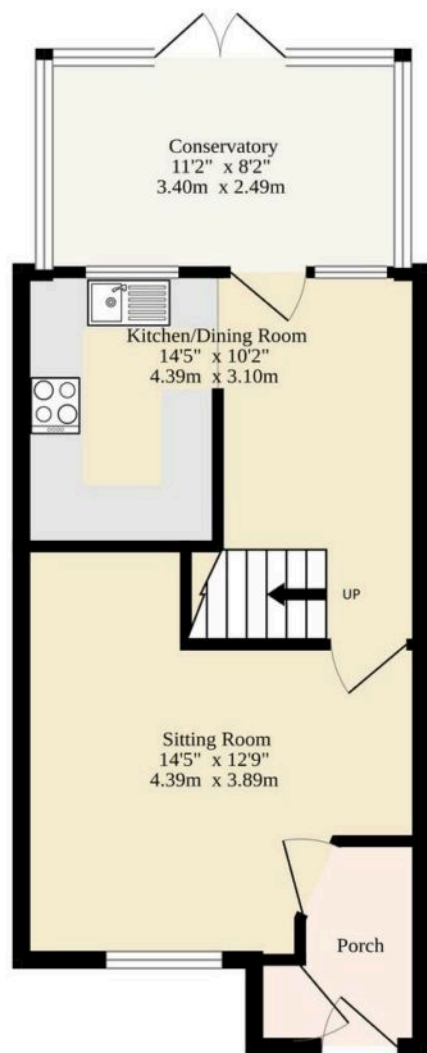 Conservatory
11'2" x 8'2"
3.40m x 2.49m
Kitchen/Dining Room
14'5" x 10'2"
4.39m x 3.10m
UP
Sitting Room
14'5" x 12'9"
4.39m x 3.89m
Porch